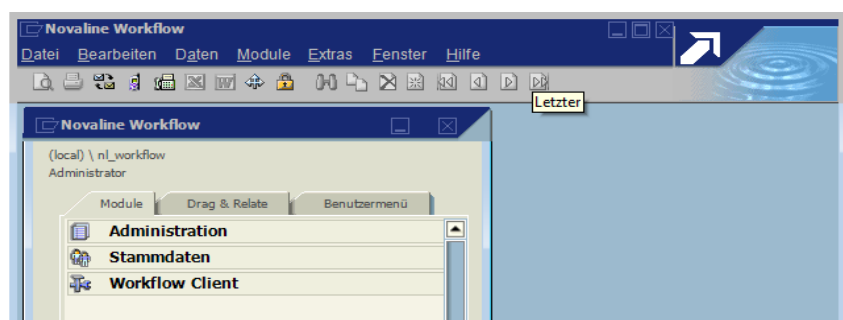 Novaline Workflow
Datei Bearbeiten Daten Module Extras Fenster Hilfe
Letzter
Novaline Workflow
(local) \ nl_workflow
Administrator
Module Drag & Relate Benutzermenü
Administration
Stammdaten
Workflow Client